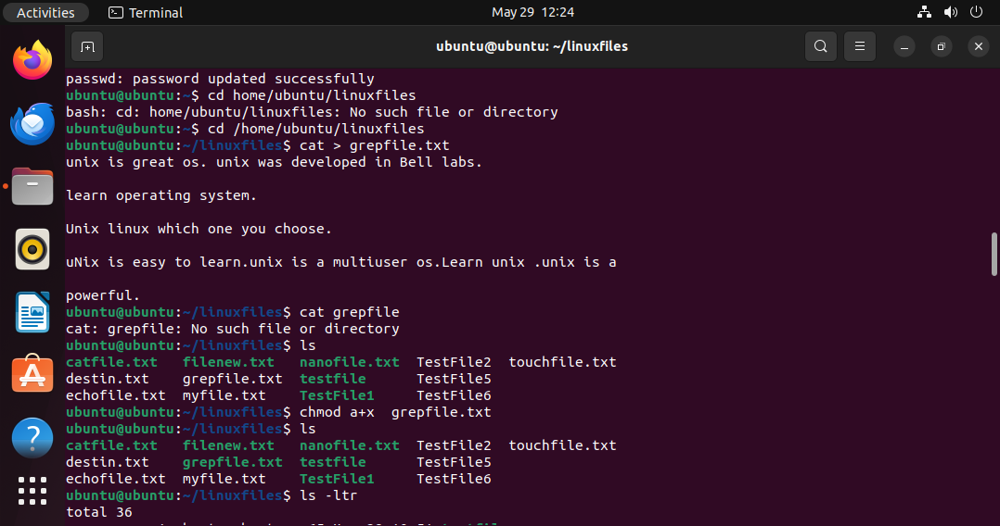 Activities Terminal May 29 12:24
ubuntu@ubuntu: ~/linuxfiles
passwd: password updated successfully
ubuntu@ubuntu:~$ cd home/ubuntu/linuxfiles
bash: cd: home/ubuntu/linuxfiles: No such file or directory
ubuntu@ubuntu:~$ cd /home/ubuntu/linuxfiles
ubuntu@ubuntu:~/linuxfiles$ cat > grepfile.txt
unix is great os. unix was developed in Bell labs.
learn operating system.
Unix linux which one you choose.
uNix is easy to learn.unix is a multiuser os.Learn unix .unix is a
powerful.
ubuntu@ubuntu:~/linuxfiles$ cat grepfile
cat: grepfile: No such file or directory
ubuntu@ubuntu:~/linuxfiles$ ls
catfile.txt filenew.txt nanofile.txt TestFile2 touchfile.txt
destin.txt grepfile.txt testfile TestFile5
echofile.txt myfile.txt TestFile1 TestFile6
ubuntu@ubuntu:~/linuxfiles$ chmod a+x  grepfile.txt
ubuntu@ubuntu:~/linuxfiles$ ls
catfile.txt filenew.txt nanofile.txt TestFile2 touchfile.txt
destin.txt grepfile.txt testfile TestFile5
echofile.txt myfile.txt TestFile1 TestFile6
ubuntu@ubuntu:~/linuxfiles$ ls -ltr
total 36